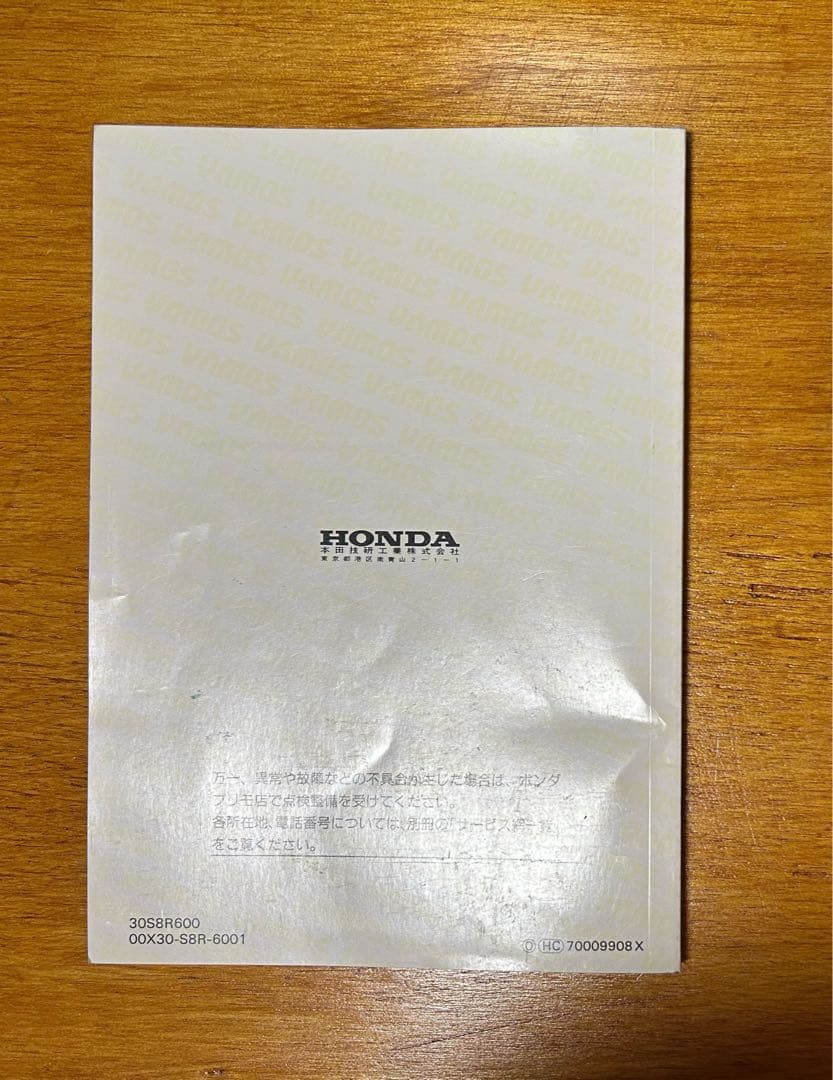 VAMOS VAMOS VAMOS VAMOS VAMOS
HONDA
本田技研工業株式会社
東京都港区南青山2-1-1
万一、異常や故障などの不具合が生じた場合は、ホンダ
プリモ店で点検整備を受けてください。
各所在地、電話番号については、別冊の「サービス網一覧」
をご覧ください。
30S8R600
00X30-S8R-6001
Ⓞ HC 70009908 X